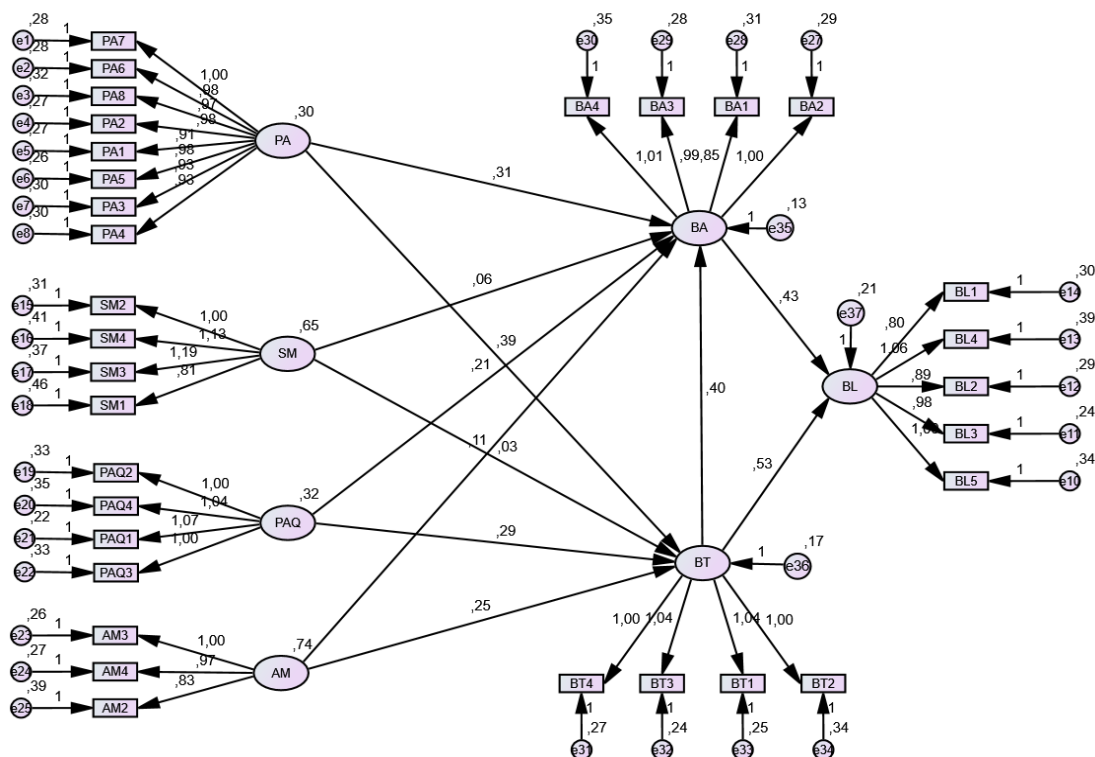 ,28
e1 1 PA7
,28
e2 1 PA6
,32
e3 1 PA8
,27
e4 1 PA2
,27
e5 1 PA1
,26
e6 1 PA5
,30
e7 1 PA3
,30
e8 1 PA4
1,00
,98
,97
,98
,91
,98
,93
,93
PA ,30
,31
e15 1 SM2
,41
e16 1 SM4
,37
e17 1 SM3
,46
e18 1 SM1
1,00
1,13
1,19
,81
SM ,65
,33
e19 1 PAQ2
,35
e20 1 PAQ4
,22
e21 1 PAQ1
,33
e22 1 PAQ3
1,00
1,04
1,07
1,00
PAQ ,32
,26
e23 1 AM3
,27
e24 1 AM4
,39
e25 1 AM2
1,00
,97
,83
AM ,74
,31
,06
,39
,21
,11
,03
,29
,25
,35 ,28 ,31 ,29
e30 e29 e28 e27
1 1 1 1
BA4 BA3 BA1 BA2
1,01 ,99 ,85 1,00
BA 1 e35 ,13
,43
,40
,53
,21
e37
1
BL
,80
1,06
,89
,98
BL1 1 e14 ,30
BL4 1 e13 ,39
BL2 1 e12 ,29
BL3 1 e11 ,24
BL5 1 e10 ,34
BT 1 e36 ,17
1,00 1,04 1,04 1,00
BT4 BT3 BT1 BT2
1 1 1 1
,27 ,24 ,25 ,34
e31 e32 e33 e34